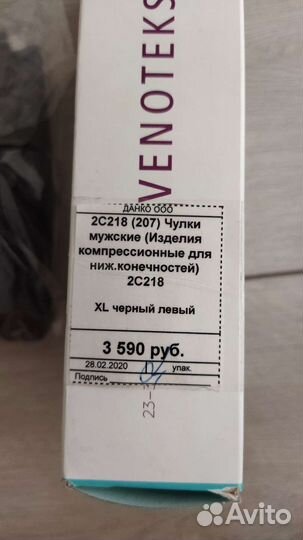 VENOTEKS
ДАНКО ООО
2C218 (207) Чулки
мужские (Изделия
компрессионные для
ниж.конечностей)
2C218
XL черный левый
3 590 руб.
28.02.2020 упак.
Подпись
Avito